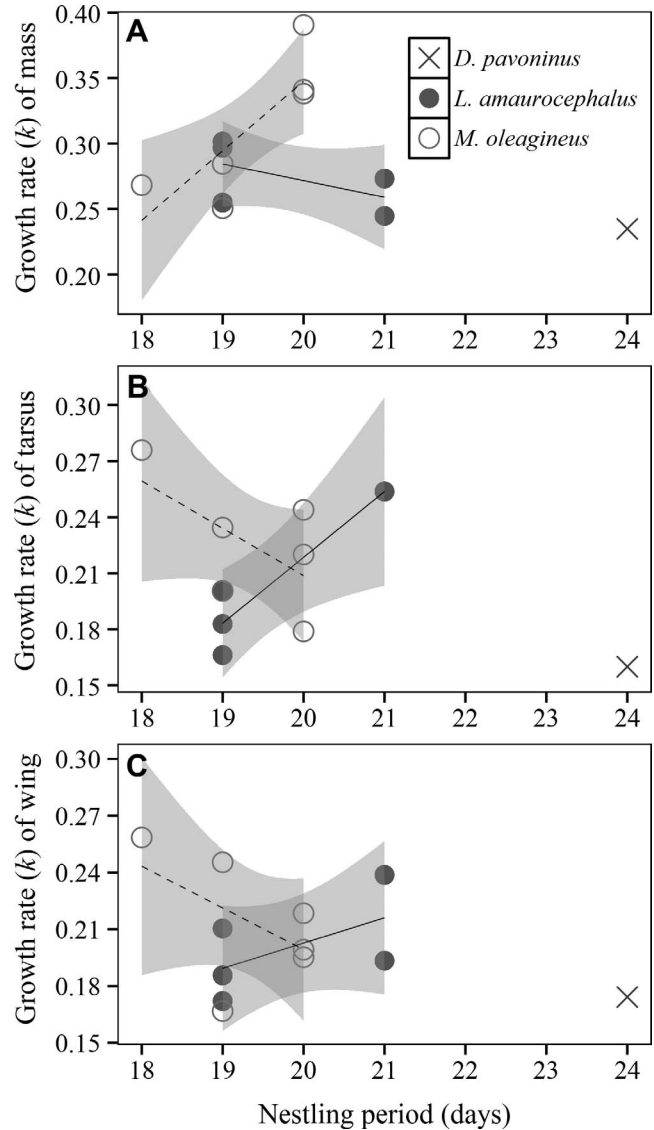 A
Growth rate (k) of mass
0.40
0.35
0.30
0.25
0.20
D. pavoninus
L. amaurocephalus
M. oleagineus
18 19 20 21 22 23 24
B
Growth rate (k) of tarsus
0.30
0.27
0.24
0.21
0.18
0.15
18 19 20 21 22 23 24
C
Growth rate (k) of wing
0.30
0.27
0.24
0.21
0.18
0.15
18 19 20 21 22 23 24
Nestling period (days)